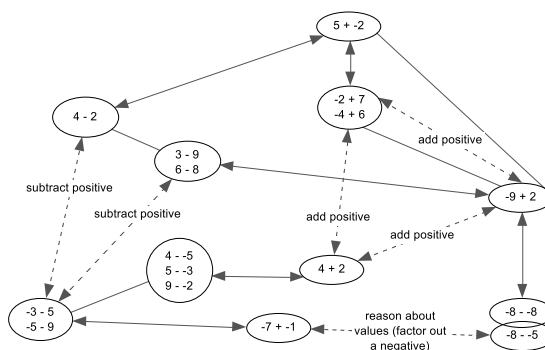 5 + -2
-2 + 7
-4 + 6
4 - 2
add positive
3 - 9
6 - 8
subtract positive
-9 + 2
subtract positive
add positive
add positive
4 - -5
5 - -3
9 - -2
4 + 2
-3 - 5
-5 - 9
-7 + -1
reason about
values (factor out
a negative)
-8 - -8
-8 - -5